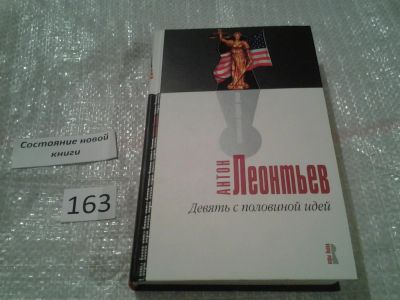 Состояние новой
книги
163
АНТОН
Леонтьев
Девять с половиной идей